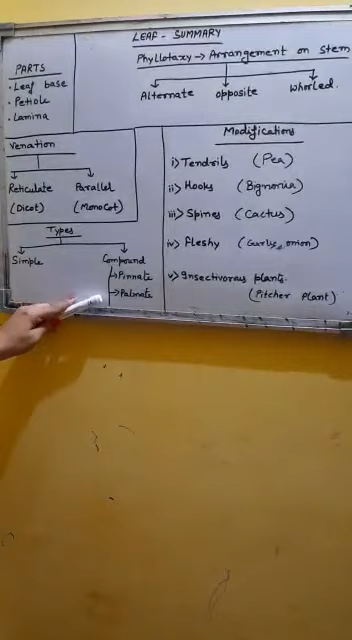 LEAF - SUMMARY
Phyllotaxy → Arrangement on stem
Alternate opposite whorled.
PARTS
• Leaf base
• Petiole
• Lamina
Venation
Reticulate Parallel
(Dicot) (Monocot)
Types
Simple Compound
→ Pinnate
→ Palmate
Modifications
i) Tendrils (Pea)
ii) Hooks (Bignonia)
iii) Spines (Cactus)
iv) Fleshy (Garlic, onion)
v) Insectivorous plants.
(Pitcher Plant)